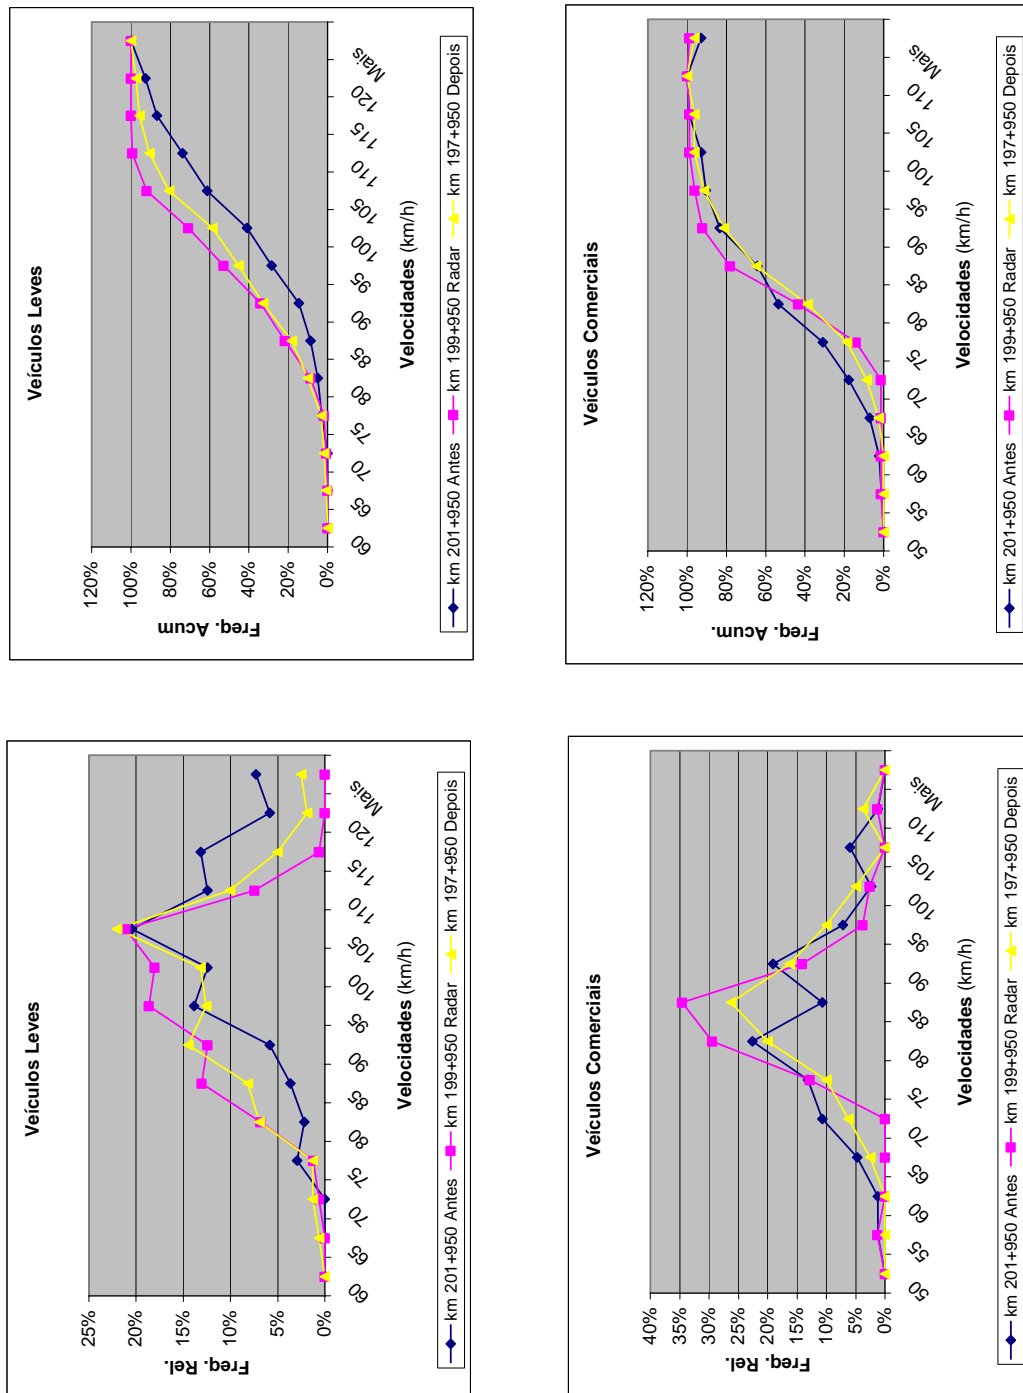 Veículos Leves
Freq. Rel.
25%
20%
15%
10%
5%
0%
60 65 70 75 80 85 90 95 100 105 110 115 120 Mais
Velocidades (km/h)
km 201+950 Antes km 199+950 Radar km 197+950 Depois
Veículos Leves
Freq. Acum
120%
100%
80%
60%
40%
20%
0%
60 65 70 75 80 85 90 95 100 105 110 115 120 Mais
Velocidades (km/h)
km 201+950 Antes km 199+950 Radar km 197+950 Depois
Veículos Comerciais
Freq. Rel.
40%
35%
30%
25%
20%
15%
10%
5%
0%
50 55 60 65 70 75 80 85 90 95 100 105 110 Mais
Velocidades (km/h)
km 201+950 Antes km 199+950 Radar km 197+950 Depois
Veículos Comerciais
Freq. Acum.
120%
100%
80%
60%
40%
20%
0%
50 55 60 65 70 75 80 85 90 95 100 105 110 Mais
Velocidades (km/h)
km 201+950 Antes km 199+950 Radar km 197+950 Depois